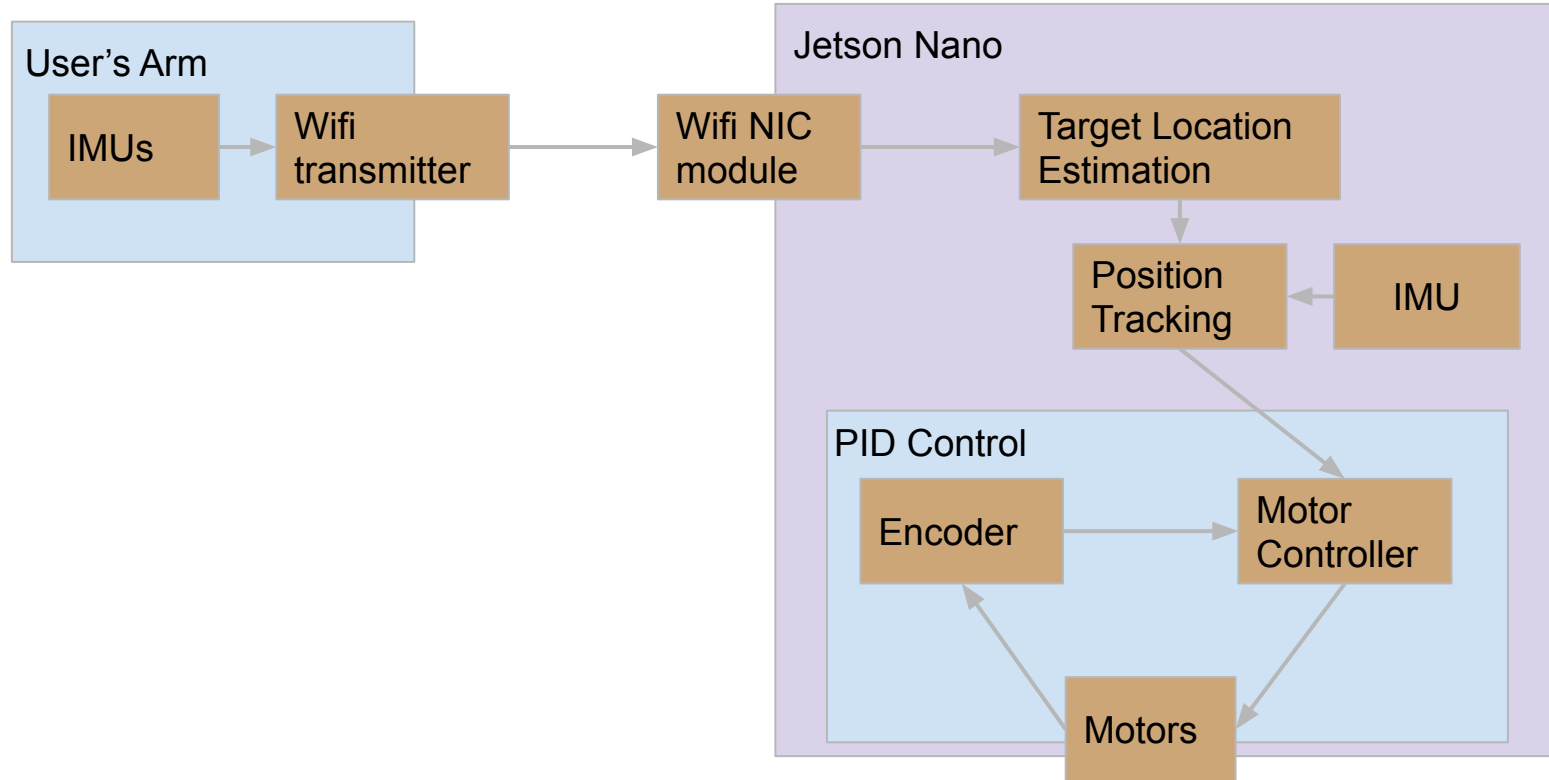 User's Arm
IMUs
Wifi
transmitter
Wifi NIC
module
Jetson Nano
Target Location
Estimation
Position
Tracking
IMU
PID Control
Encoder
Motor
Controller
Motors